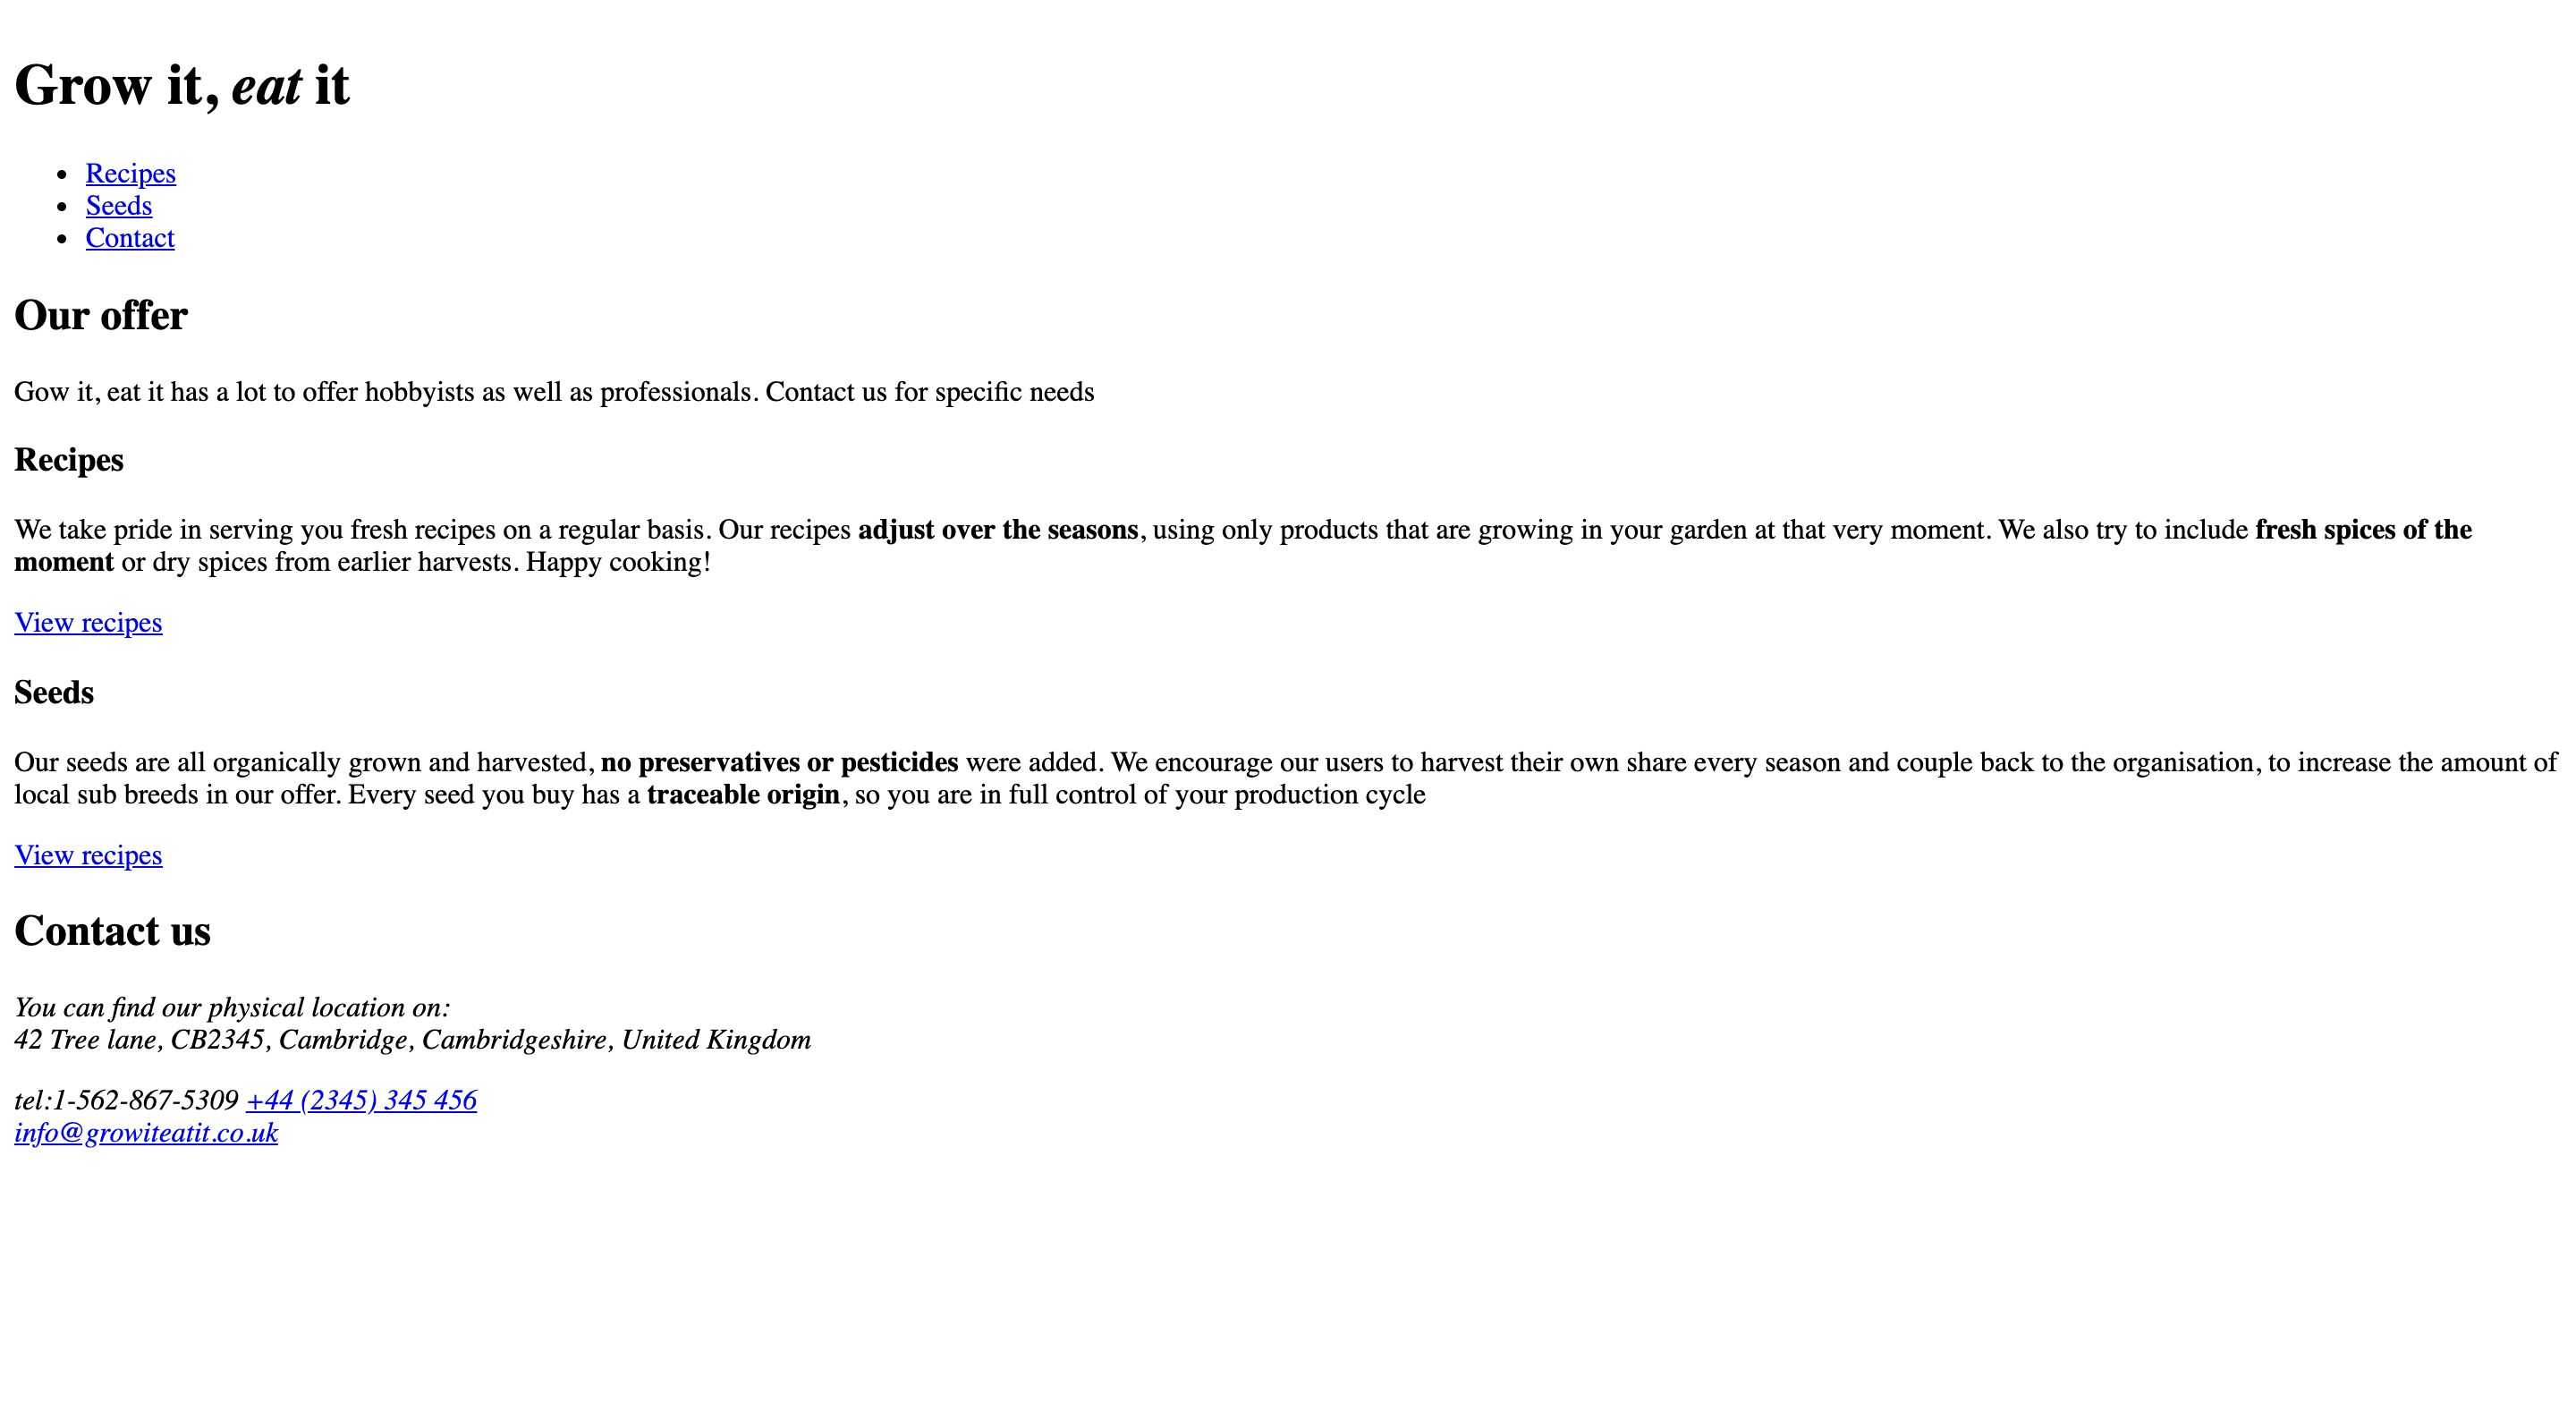 Grow it, eat it
Recipes
Seeds
Contact
Our offer
Gow it, eat it has a lot to offer hobbyists as well as professionals. Contact us for specific needs
Recipes
We take pride in serving you fresh recipes on a regular basis. Our recipes adjust over the seasons, using only products that are growing in your garden at that very moment. We also try to include fresh spices of the
moment or dry spices from earlier harvests. Happy cooking!
View recipes
Seeds
Our seeds are all organically grown and harvested, no preservatives or pesticides were added. We encourage our users to harvest their own share every season and couple back to the organisation, to increase the amount of
local sub breeds in our offer. Every seed you buy has a traceable origin, so you are in full control of your production cycle
View recipes
Contact us
You can find our physical location on:
42 Tree lane, CB2345, Cambridge, Cambridgeshire, United Kingdom
tel:1-562-867-5309 +44 (2345) 345 456
info@growiteatit.co.uk